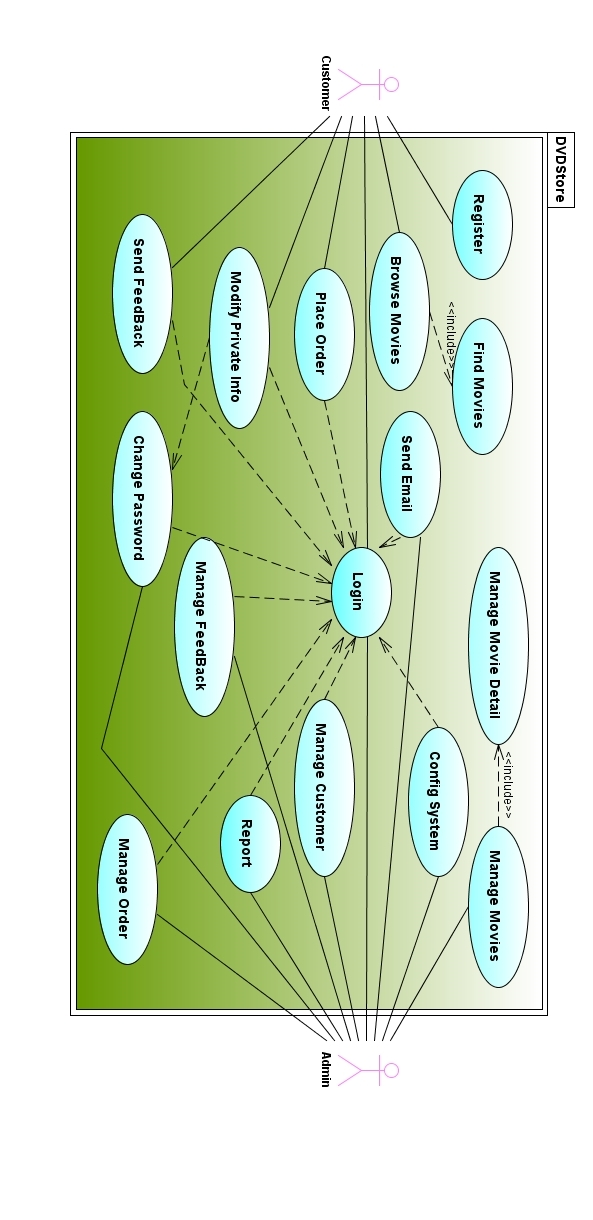 DVDStore
Customer
Register
Find Movies
<<include>>
Browse Movies
Send Email
Place Order
Modify Private Info
Send FeedBack
Change Password
Manage FeedBack
Login
Manage Movie Detail
<<include>>
Manage Movies
Config System
Manage Customer
Report
Manage Order
Admin